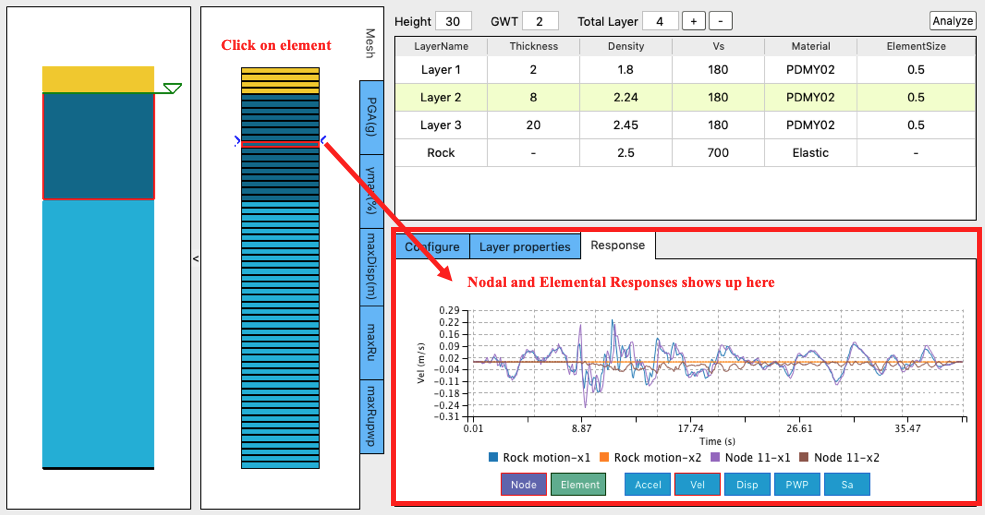 Height 30 GWT 2 Total Layer 4 + - Analyze
LayerName Thickness Density Vs Material ElementSize
Layer 1 2 1.8 180 PDMY02 0.5
Layer 2 8 2.24 180 PDMY02 0.5
Layer 3 20 2.45 180 PDMY02 0.5
Rock - 2.5 700 Elastic -
Click on element
<
Mesh
PGA(g)
γmax(%)
maxDisp(m)
maxRu
maxRupwp
Configure Layer properties Response
Nodal and Elemental Responses shows up here
Vel (m/s)
0.29
0.22
0.16
0.09
0.02
-0.04
-0.11
-0.18
-0.24
-0.31
0.01 8.87 17.74 26.61 35.47
Time (s)
Rock motion-x1 Rock motion-x2 Node 11-x1 Node 11-x2
Node Element Accel Vel Disp PWP Sa